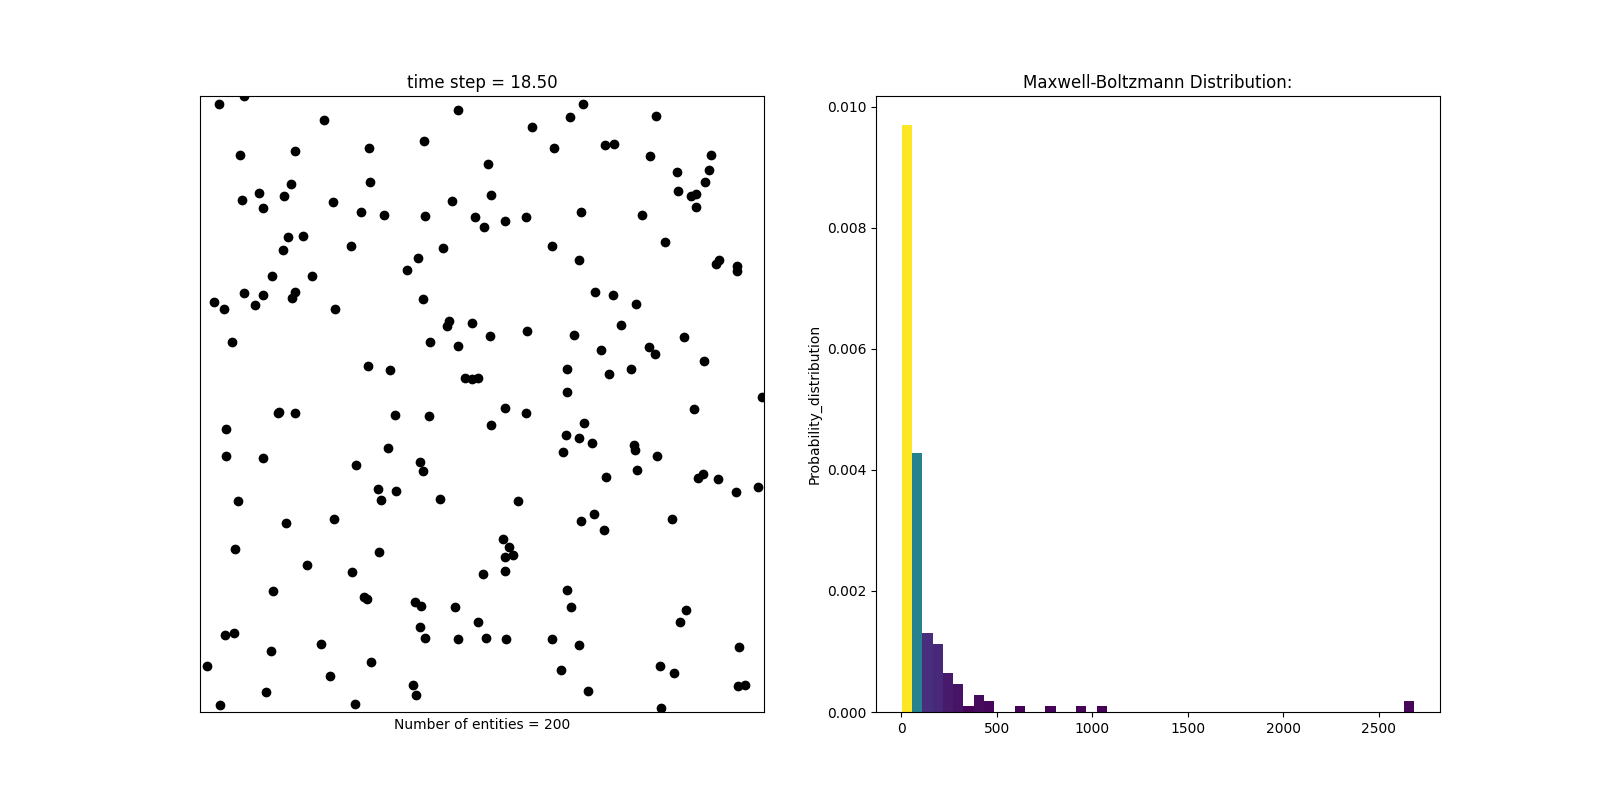 time step = 18.50
Number of entities = 200
Maxwell-Boltzmann Distribution:
Probability_distribution
0.010
0.008
0.006
0.004
0.002
0.000
0 500 1000 1500 2000 2500